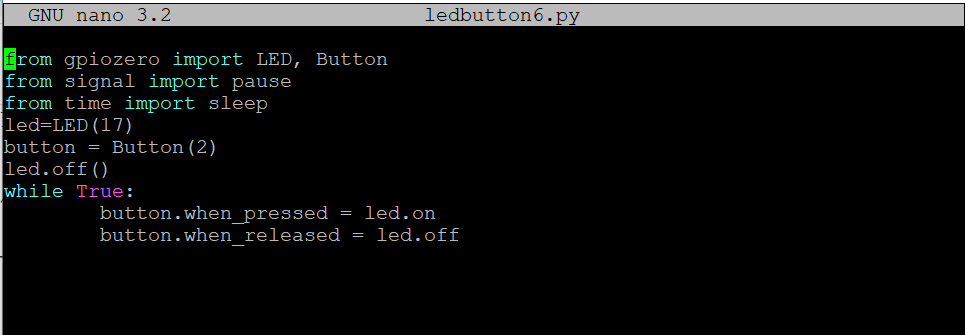 GNU nano 3.2 ledbutton6.py
from gpiozero import LED, Button
from signal import pause
from time import sleep
led=LED(17)
button = Button(2)
led.off()
while True:
        button.when_pressed = led.on
        button.when_released = led.off